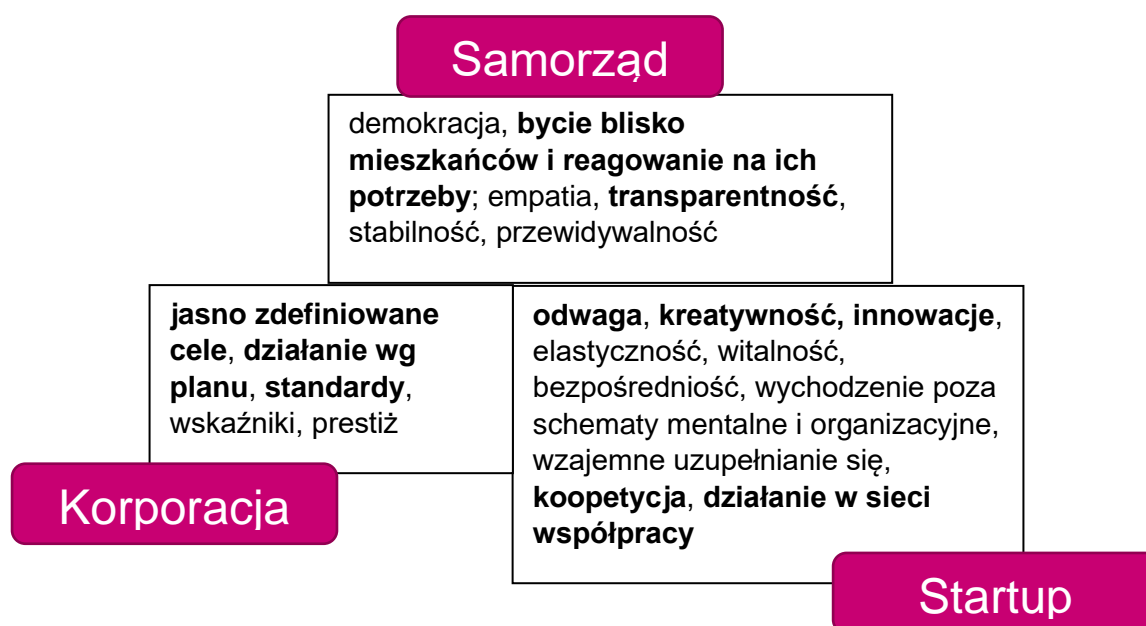 Samorząd
demokracja, bycie blisko
mieszkańców i reagowanie na ich
potrzeby; empatia, transparentność,
stabilność, przewidywalność
jasno zdefiniowane
cele, działanie wg
planu, standardy,
wskaźniki, prestiż
Korporacja
odwaga, kreatywność, innowacje,
elastyczność, witalność,
bezpośredniość, wychodzenie poza
schematy mentalne i organizacyjne,
wzajemne uzupełnianie się,
koopetycja, działanie w sieci
współpracy
Startup